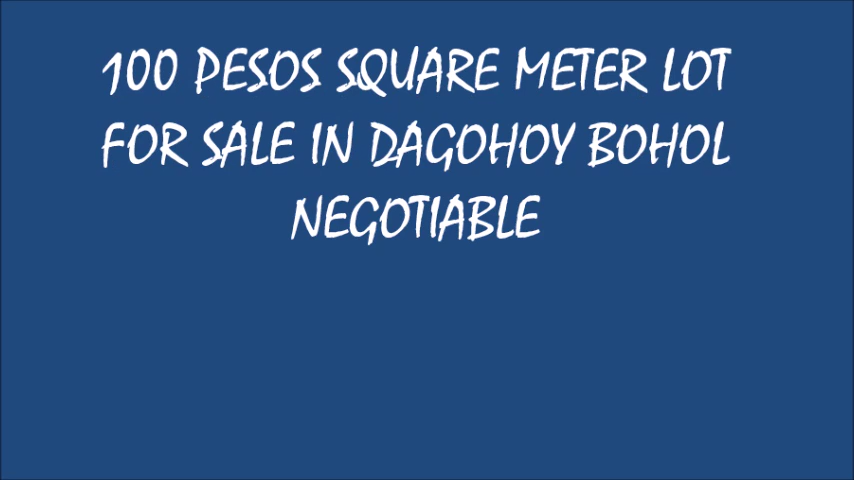 100 PESOS SQUARE METER LOT
FOR SALE IN DAGOHOY BOHOL
NEGOTIABLE